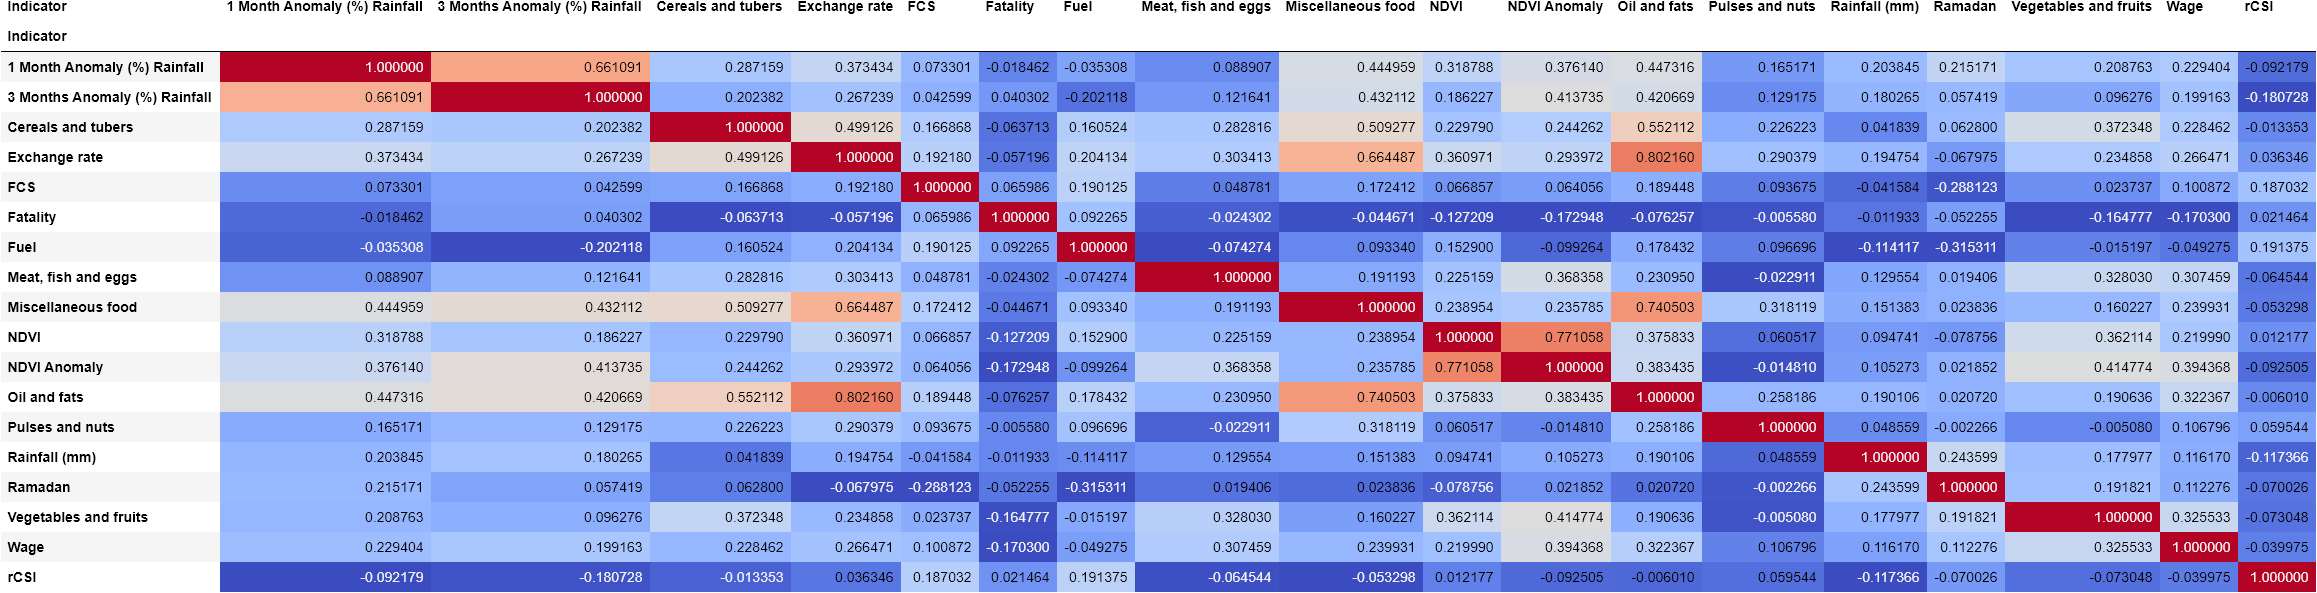 Indicator 1 Month Anomaly (%) Rainfall 3 Months Anomaly (%) Rainfall Cereals and tubers Exchange rate FCS Fatality Fuel Meat, fish and eggs Miscellaneous food NDVI NDVI Anomaly Oil and fats Pulses and nuts Rainfall (mm) Ramadan Vegetables and fruits Wage rCSI
Indicator
1 Month Anomaly (%) Rainfall 1.000000 0.661091 0.287159 0.373434 0.073301 -0.018462 -0.035308 0.088907 0.444959 0.318788 0.376140 0.447316 0.165171 0.203845 0.215171 0.208763 0.229404 -0.092179
3 Months Anomaly (%) Rainfall 0.661091 1.000000 0.202382 0.267239 0.042599 0.040302 -0.202118 0.121641 0.432112 0.186227 0.413735 0.420669 0.129175 0.180265 0.057419 0.096276 0.199163 -0.180728
Cereals and tubers 0.287159 0.202382 1.000000 0.499126 0.166868 -0.063713 0.160524 0.282816 0.509277 0.229790 0.244262 0.552112 0.226223 0.041839 0.062800 0.372348 0.228462 -0.013353
Exchange rate 0.373434 0.267239 0.499126 1.000000 0.192180 -0.057196 0.204134 0.303413 0.664487 0.360971 0.293972 0.802160 0.290379 0.194754 -0.067975 0.234858 0.266471 0.036346
FCS 0.073301 0.042599 0.166868 0.192180 1.000000 0.065986 0.190125 0.048781 0.172412 0.066857 0.064056 0.189448 0.093675 -0.041584 -0.288123 0.023737 0.100872 0.187032
Fatality -0.018462 0.040302 -0.063713 -0.057196 0.065986 1.000000 0.092265 -0.024302 -0.044671 -0.127209 -0.172948 -0.076257 -0.005580 -0.011933 -0.052255 -0.164777 -0.170300 0.021464
Fuel -0.035308 -0.202118 0.160524 0.204134 0.190125 0.092265 1.000000 -0.074274 0.093340 0.152900 -0.099264 0.178432 0.096696 -0.114117 -0.315311 -0.015197 -0.049275 0.191375
Meat, fish and eggs 0.088907 0.121641 0.282816 0.303413 0.048781 -0.024302 -0.074274 1.000000 0.191193 0.225159 0.368358 0.230950 -0.022911 0.129554 0.019406 0.328030 0.307459 -0.064544
Miscellaneous food 0.444959 0.432112 0.509277 0.664487 0.172412 -0.044671 0.093340 0.191193 1.000000 0.238954 0.235785 0.740503 0.318119 0.151383 0.023836 0.160227 0.239931 -0.053298
NDVI 0.318788 0.186227 0.229790 0.360971 0.066857 -0.127209 0.152900 0.225159 0.238954 1.000000 0.771058 0.375833 0.060517 0.094741 -0.078756 0.362114 0.219990 0.012177
NDVI Anomaly 0.376140 0.413735 0.244262 0.293972 0.064056 -0.172948 -0.099264 0.368358 0.235785 0.771058 1.000000 0.383435 -0.014810 0.105273 0.021852 0.414774 0.394368 -0.092505
Oil and fats 0.447316 0.420669 0.552112 0.802160 0.189448 -0.076257 0.178432 0.230950 0.740503 0.375833 0.383435 1.000000 0.258186 0.190106 0.020720 0.190636 0.322367 -0.006010
Pulses and nuts 0.165171 0.129175 0.226223 0.290379 0.093675 -0.005580 0.096696 -0.022911 0.318119 0.060517 -0.014810 0.258186 1.000000 0.048559 -0.002266 -0.005080 0.106796 0.059544
Rainfall (mm) 0.203845 0.180265 0.041839 0.194754 -0.041584 -0.011933 -0.114117 0.129554 0.151383 0.094741 0.105273 0.190106 0.048559 1.000000 0.243599 0.177977 0.116170 -0.117366
Ramadan 0.215171 0.057419 0.062800 -0.067975 -0.288123 -0.052255 -0.315311 0.019406 0.023836 -0.078756 0.021852 0.020720 -0.002266 0.243599 1.000000 0.191821 0.112276 -0.070026
Vegetables and fruits 0.208763 0.096276 0.372348 0.234858 0.023737 -0.164777 -0.015197 0.328030 0.160227 0.362114 0.414774 0.190636 -0.005080 0.177977 0.191821 1.000000 0.325533 -0.073048
Wage 0.229404 0.199163 0.228462 0.266471 0.100872 -0.170300 -0.049275 0.307459 0.239931 0.219990 0.394368 0.322367 0.106796 0.116170 0.112276 0.325533 1.000000 -0.039975
rCSI -0.092179 -0.180728 -0.013353 0.036346 0.187032 0.021464 0.191375 -0.064544 -0.053298 0.012177 -0.092505 -0.006010 0.059544 -0.117366 -0.070026 -0.073048 -0.039975 1.000000